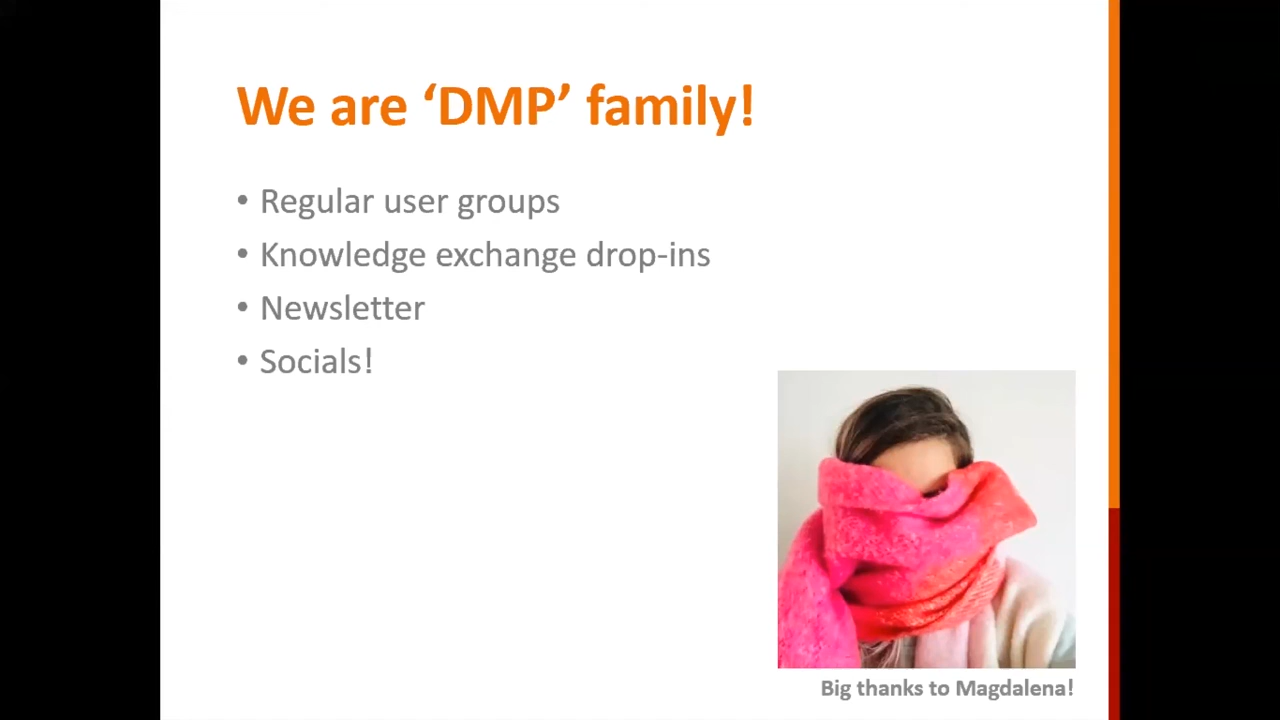 We are ‘DMP’ family!
• Regular user groups
• Knowledge exchange drop-ins
• Newsletter
• Socials!
Big thanks to Magdalena!